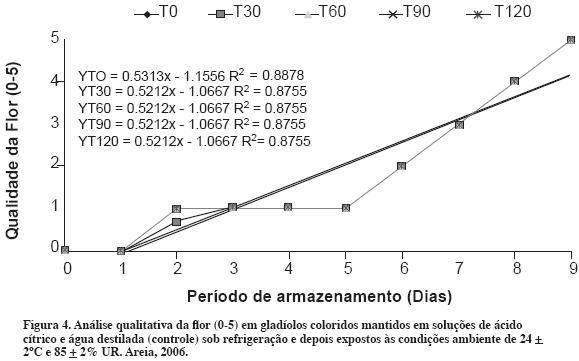 T0 T30 T60 T90 T120
Qualidade da Flor (0-5)
5
4
3
2
1
0
YTO = 0.5313x - 1.1556 R² = 0.8878
YT30 = 0.5212x - 1.0667 R² = 0.8755
YT60 = 0.5212x - 1.0667 R² = 0.8755
YT90 = 0.5212x - 1.0667 R² = 0.8755
YT120 = 0.5212x - 1.0667 R²= 0.8755
0 1 2 3 4 5 6 7 8 9
Período de armazenamento (Dias)
Figura 4. Análise qualitativa da flor (0-5) em gladíolos coloridos mantidos em soluções de ácido
cítrico e água destilada (controle) sob refrigeração e depois expostos às condições ambiente de 24 ±
2ºC e 85 ± 2% UR. Areia, 2006.